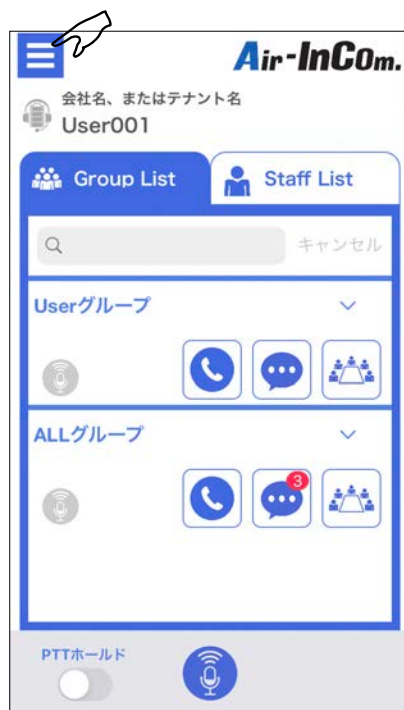 Air-InCom.
会社名、またはテナント名
User001
Group List
Staff List
キャンセル
Userグループ
ALLグループ
3
PTTホールド